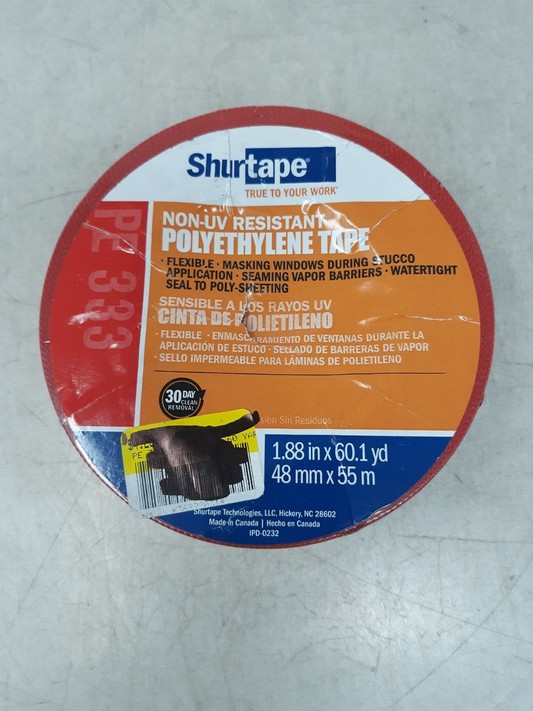 Shurtape
TRUE TO YOUR WORK
PE 333
NON-UV RESISTANT
POLYETHYLENE TAPE
· FLEXIBLE · MASKING WINDOWS DURING STUCCO
APPLICATION · SEAMING VAPOR BARRIERS · WATERTIGHT
SEAL TO POLY-SHEETING
SENSIBLE A LOS RAYOS UV
CINTA DE POLIETILENO
· FLEXIBLE · ENMASCARAMIENTO DE VENTANAS DURANTE LA
APLICACIÓN DE ESTUCO · SELLADO DE BARRERAS DE VAPOR
· SELLO IMPERMEABLE PARA LÁMINAS DE POLIETILENO
30 DAY
CLEAN
REMOVAL
Sin Residuos
PE
1.88 in x 60.1 yd
48 mm x 55 m
Shurtape Technologies, LLC, Hickory, NC 28602
Made in Canada | Hecho en Canada
IPD-0232